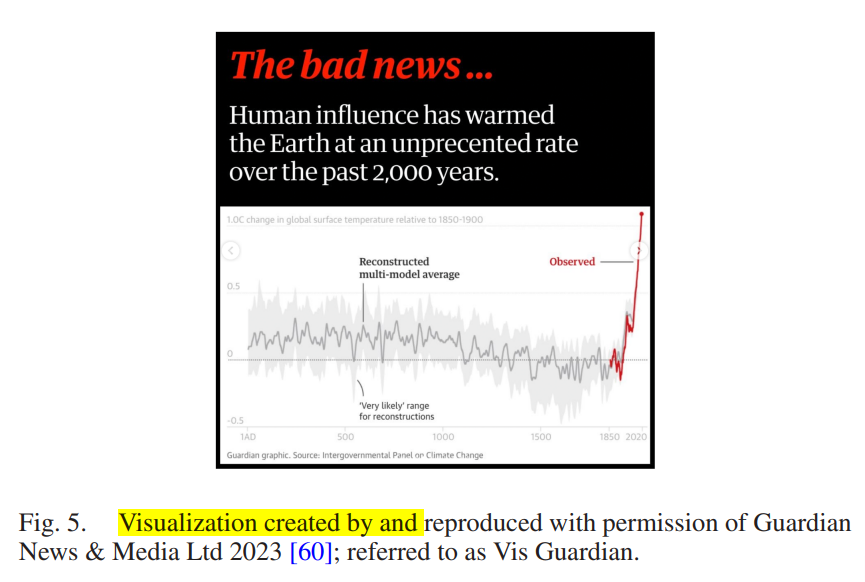 The bad news...
Human influence has warmed
the Earth at an unprecented rate
over the past 2,000 years.
1.0C change in global surface temperature relative to 1850-1900
Reconstructed
multi-model average
Observed
0.5
0
'Very likely' range
for reconstructions
-0.5
1AD 500 1000 1500 1850 2020
Guardian graphic. Source: Intergovernmental Panel on Climate Change
Fig. 5. Visualization created by and reproduced with permission of Guardian
News & Media Ltd 2023 [60]; referred to as Vis Guardian.